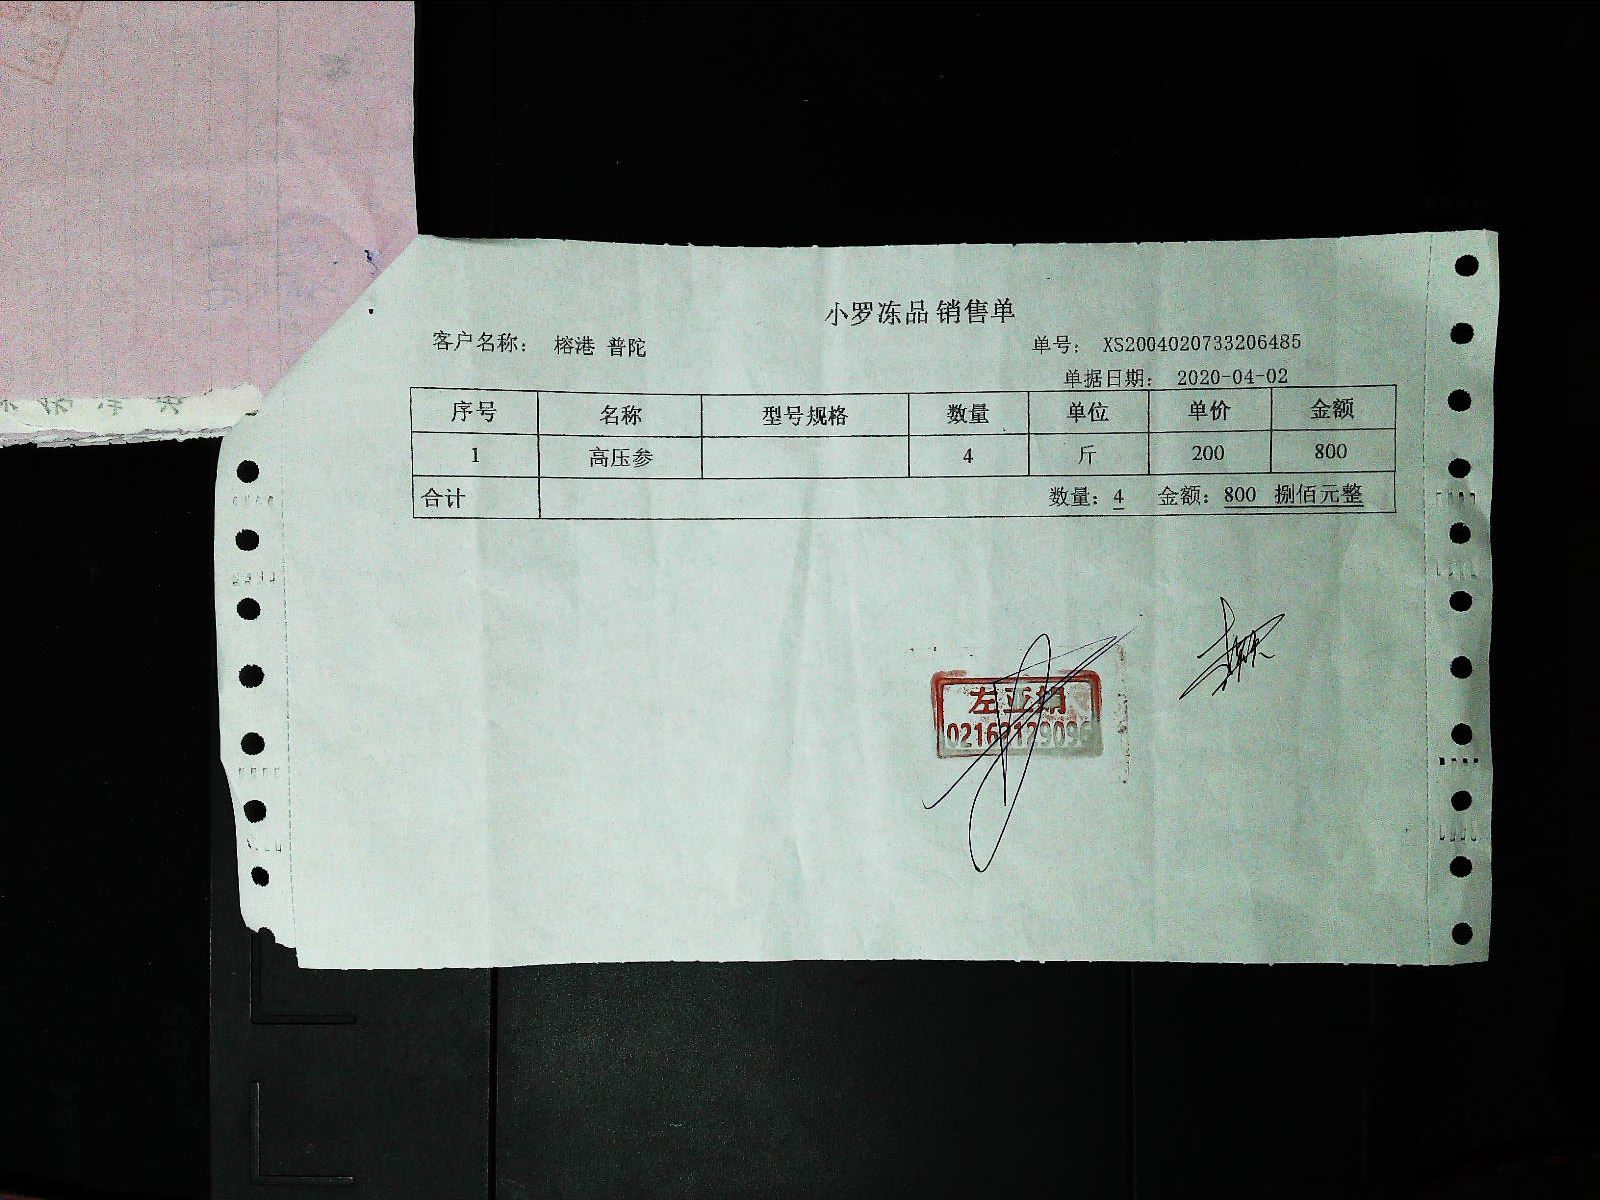 小罗冻品 销售单
客户名称： 榕港 普陀
单号： XS2004020733206485
单据日期： 2020-04-02
序号 名称 型号规格 数量 单位 单价 金额
1 高压参 4 斤 200 800
合计 数量：4 金额：800 捌佰元整
左亚娟